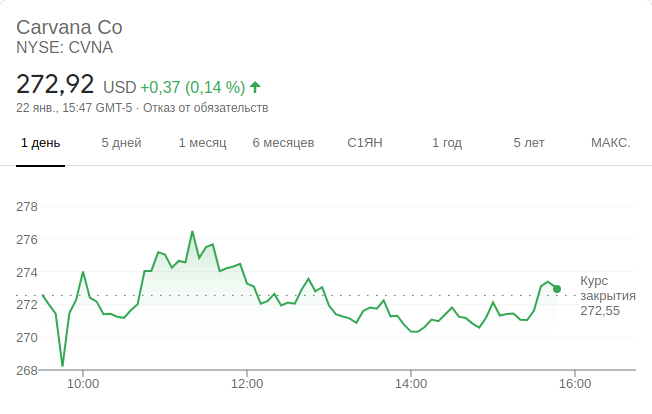 Carvana Co
NYSE: CVNA
272,92 USD +0,37 (0,14 %)
22 янв., 15:47 GMT-5 · Отказ от обязательств
1 день 5 дней 1 месяц 6 месяцев С1ЯН 1 год 5 лет МАКС.
278
276
274
272
270
268
Курс
закрытия
272,55
10:00 12:00 14:00 16:00